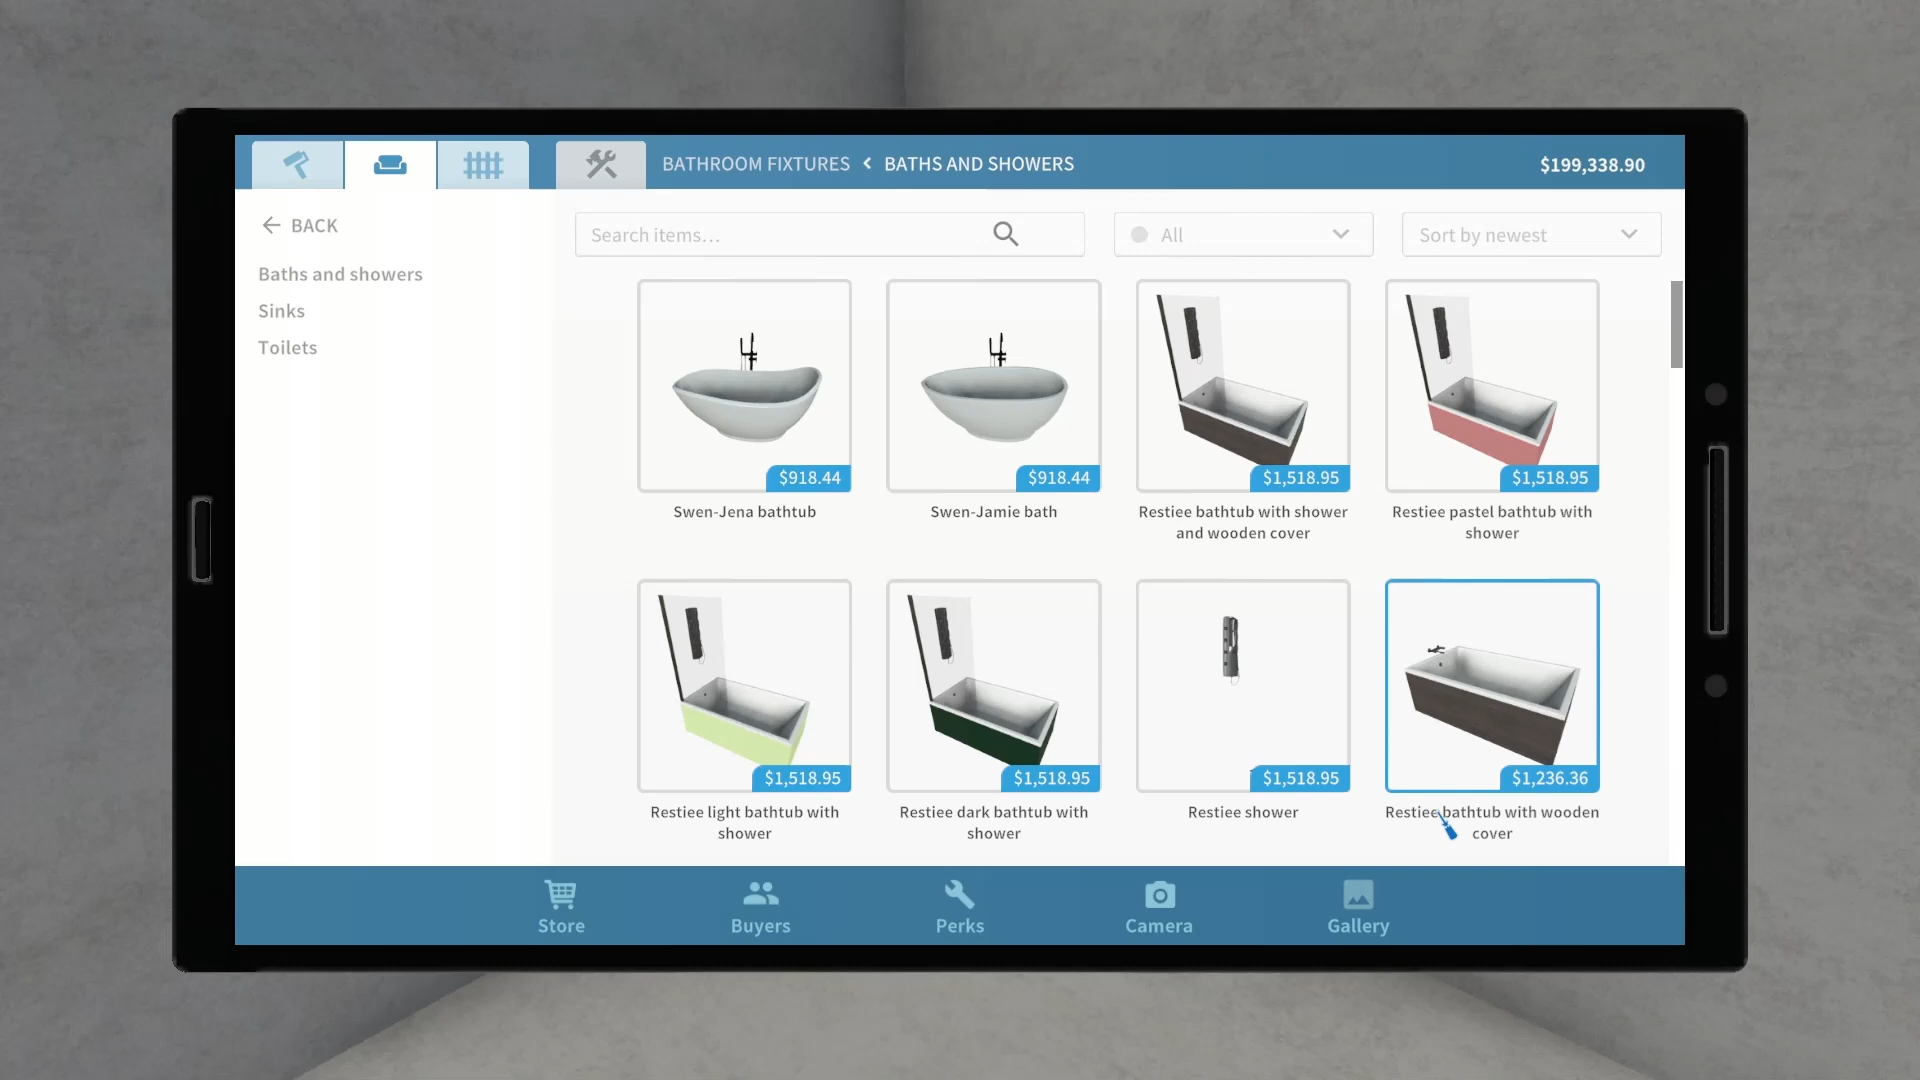 BATHROOM FIXTURES < BATHS AND SHOWERS
$199,338.90
BACK
Baths and showers
Sinks
Toilets
Search items...
All
Sort by newest
$918.44
Swen-Jena bathtub
$918.44
Swen-Jamie bath
$1,518.95
Restiee bathtub with shower
and wooden cover
$1,518.95
Restiee pastel bathtub with
shower
$1,518.95
Restiee light bathtub with
shower
$1,518.95
Restiee dark bathtub with
shower
$1,518.95
Restiee shower
$1,236.36
Restiee bathtub with wooden
cover
Store
Buyers
Perks
Camera
Gallery